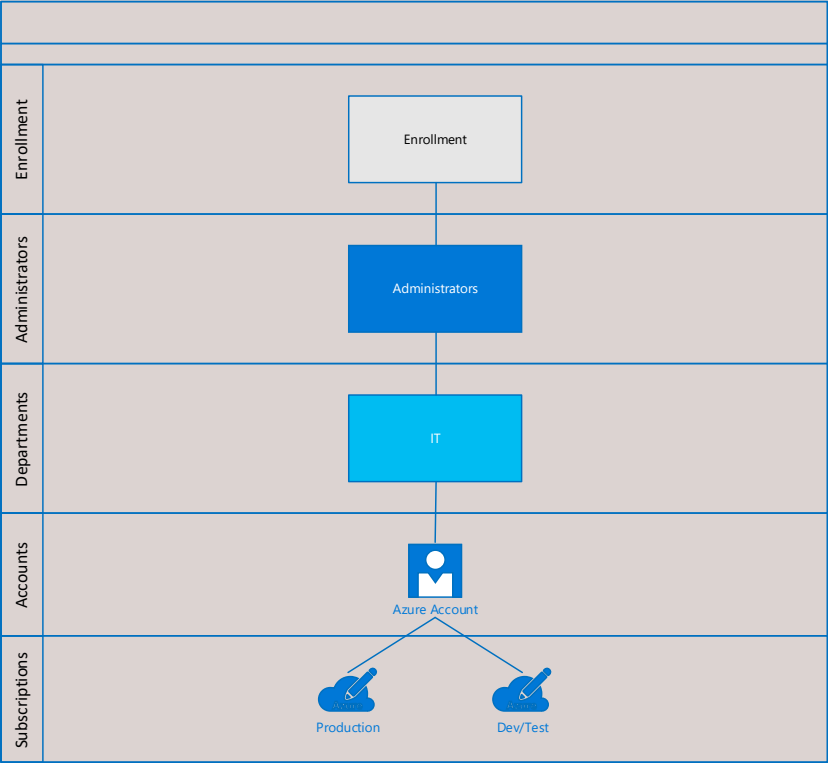 Enrollment
Enrollment
Administrators
Administrators
Departments
IT
Accounts
Azure Account
Subscriptions
Production
Dev/Test